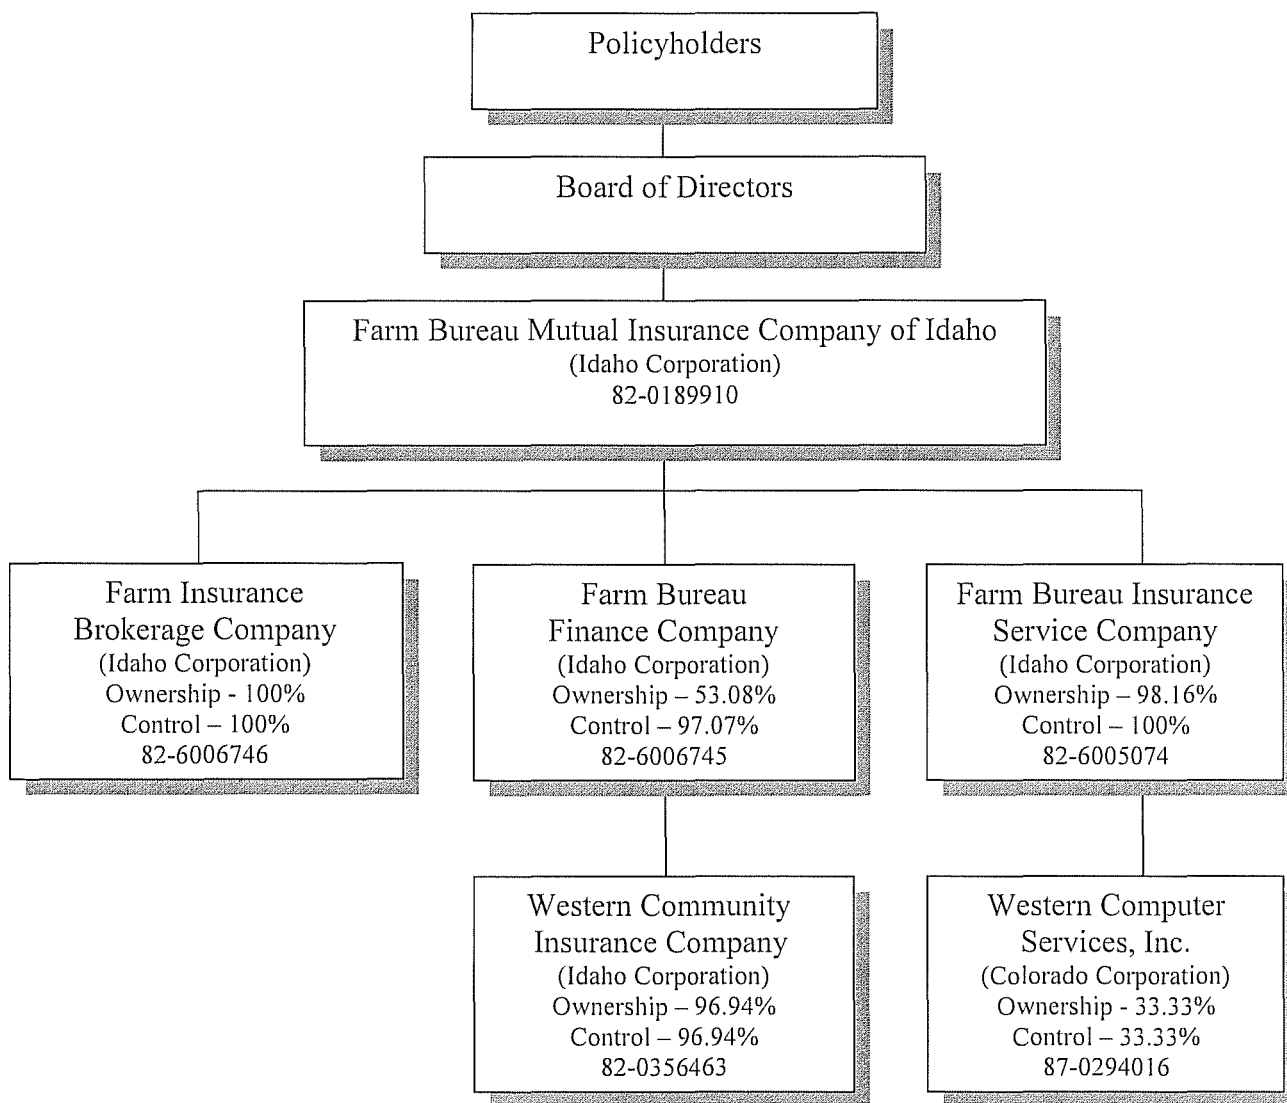 Policyholders
Board of Directors
Farm Bureau Mutual Insurance Company of Idaho
(Idaho Corporation)
82-0189910
Farm Insurance
Brokerage Company
(Idaho Corporation)
Ownership - 100%
Control – 100%
82-6006746
Farm Bureau
Finance Company
(Idaho Corporation)
Ownership – 53.08%
Control – 97.07%
82-6006745
Farm Bureau Insurance
Service Company
(Idaho Corporation)
Ownership – 98.16%
Control – 100%
82-6005074
Western Community
Insurance Company
(Idaho Corporation)
Ownership – 96.94%
Control – 96.94%
82-0356463
Western Computer
Services, Inc.
(Colorado Corporation)
Ownership - 33.33%
Control – 33.33%
87-0294016